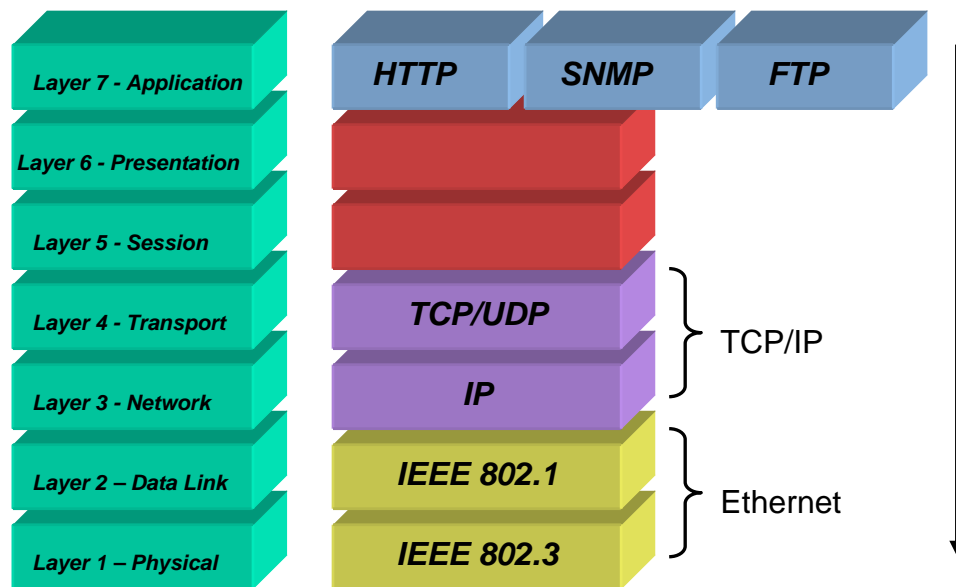 Layer 7 - Application
HTTP
SNMP
FTP
Layer 6 - Presentation
Layer 5 - Session
Layer 4 - Transport
TCP/UDP
TCP/IP
Layer 3 - Network
IP
Layer 2 – Data Link
IEEE 802.1
Ethernet
Layer 1 – Physical
IEEE 802.3